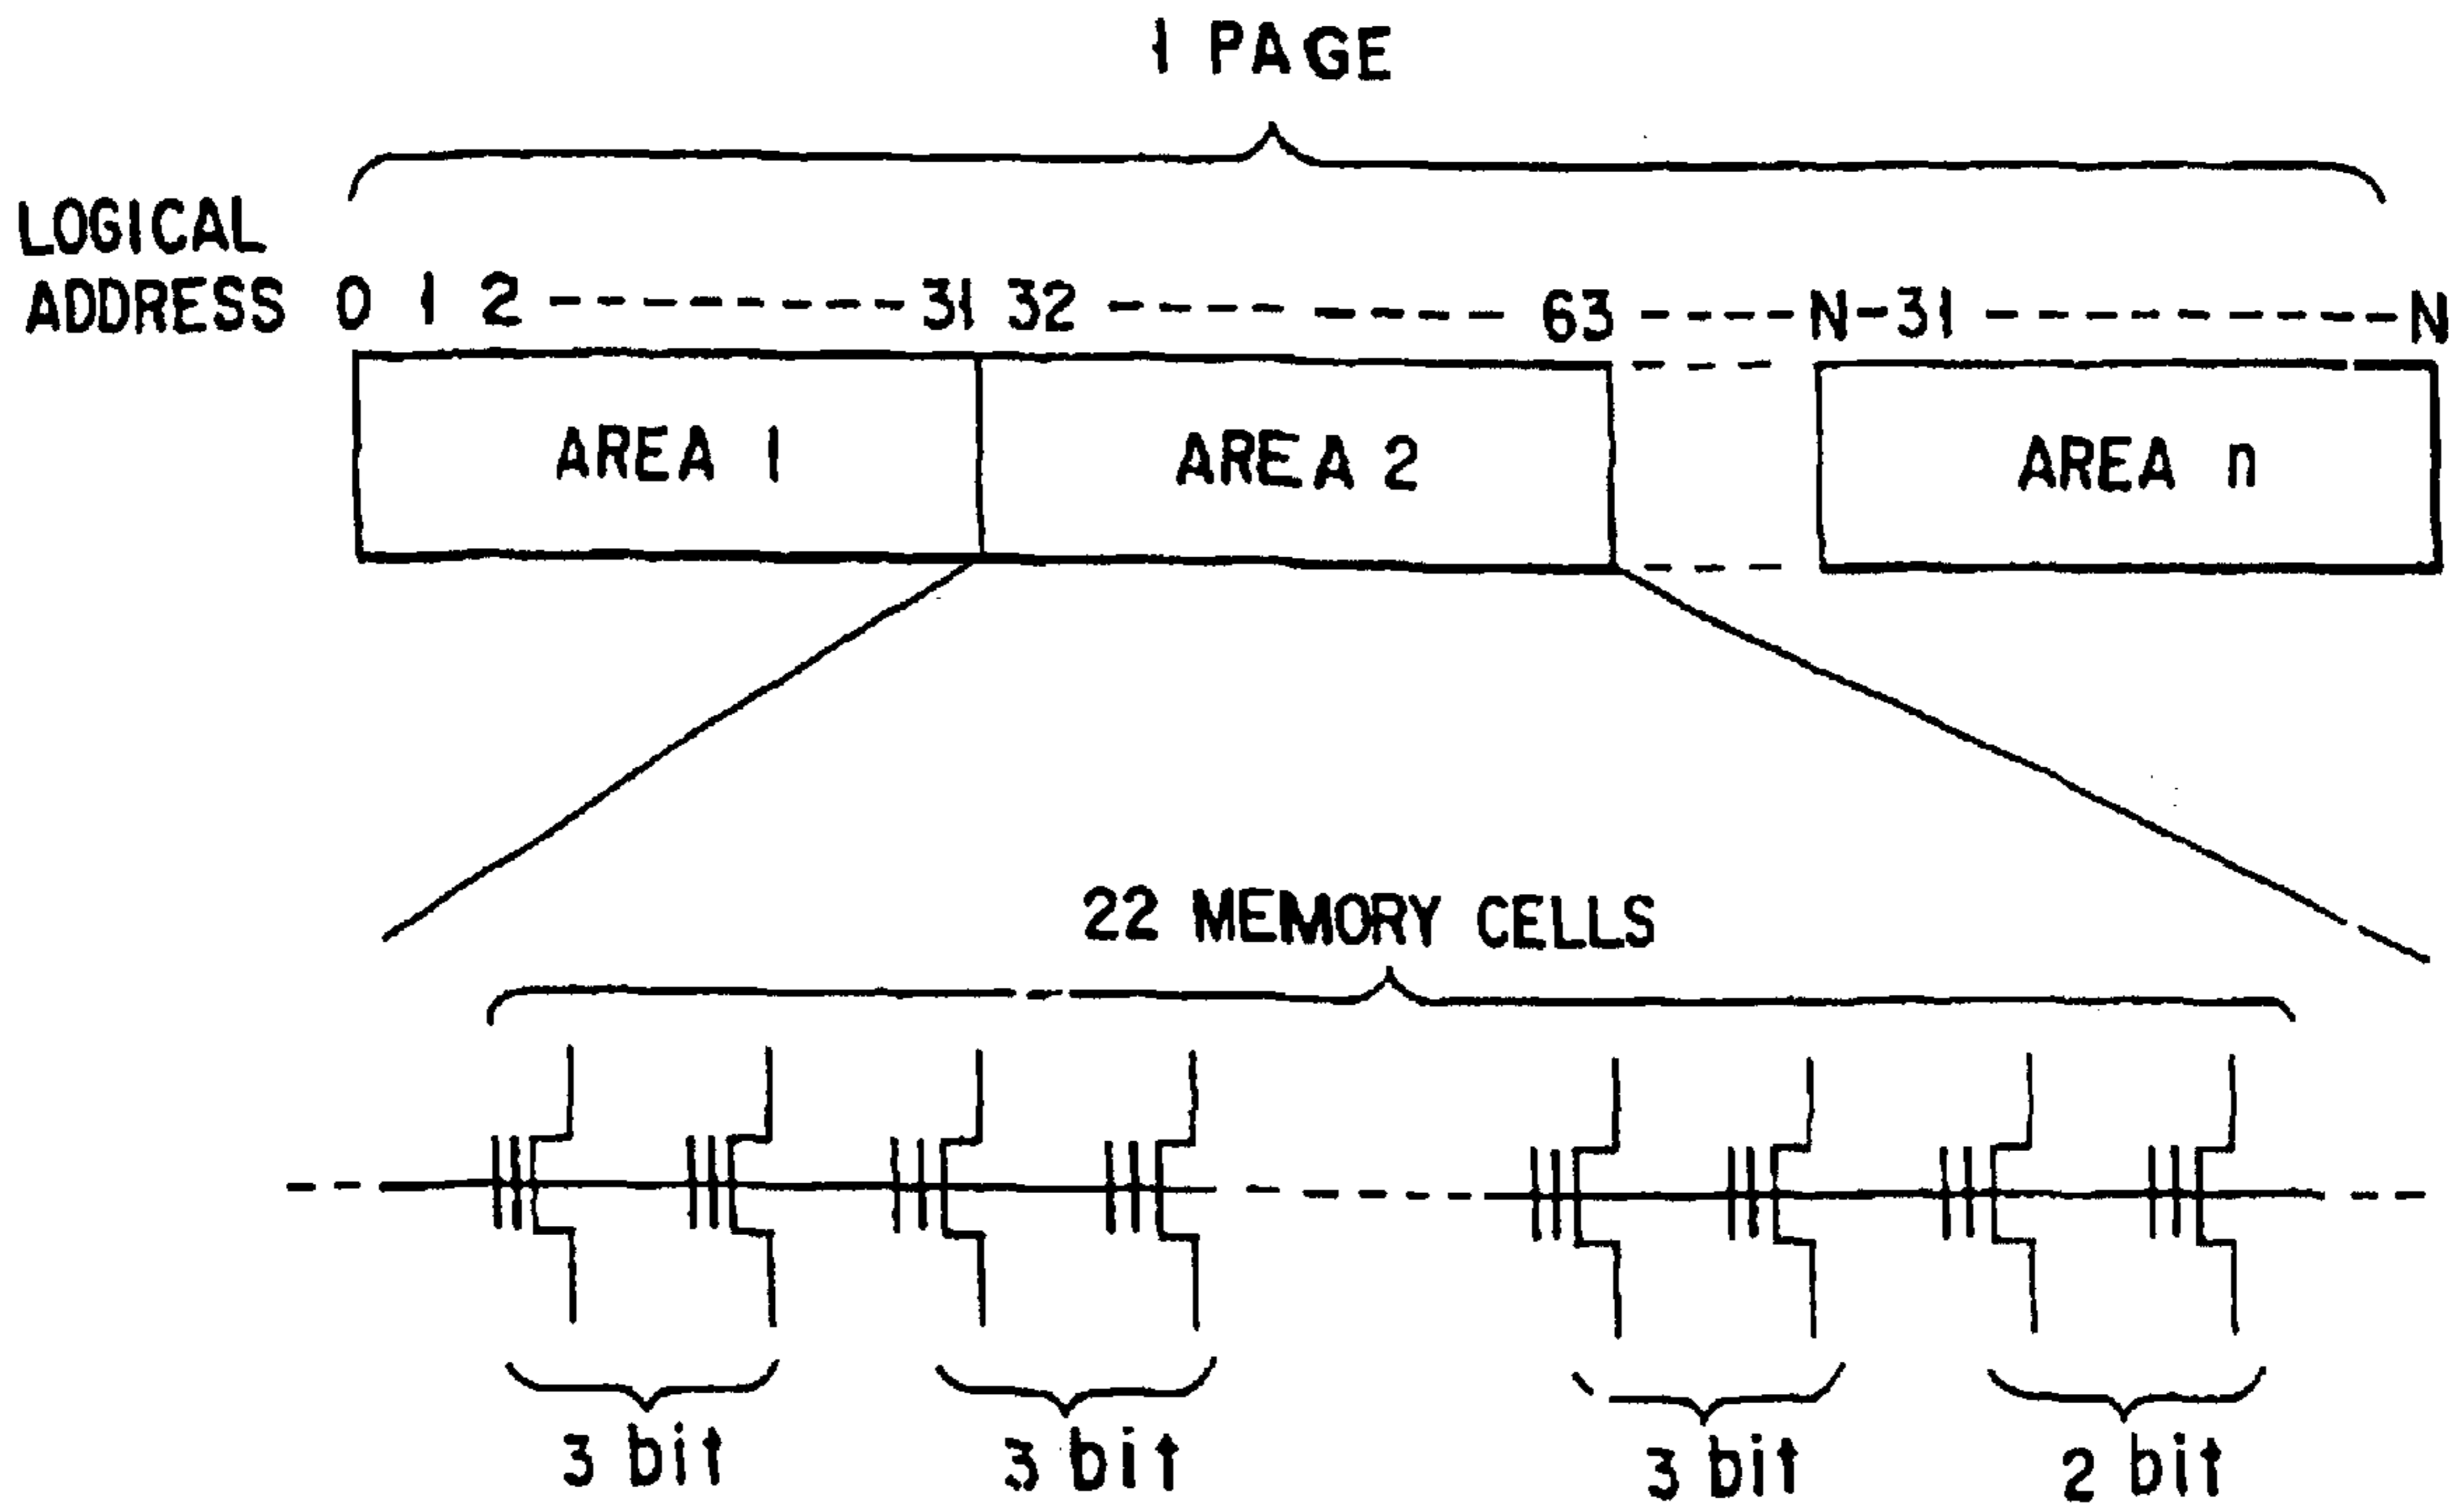 1 PAGE
LOGICAL
ADDRESS 0 1 2 ---------- 31 32 --------- 63 ---- N-31 --------- N
AREA 1 AREA 2 AREA n
22 MEMORY CELLS
3 bit 3 bit 3 bit 2 bit